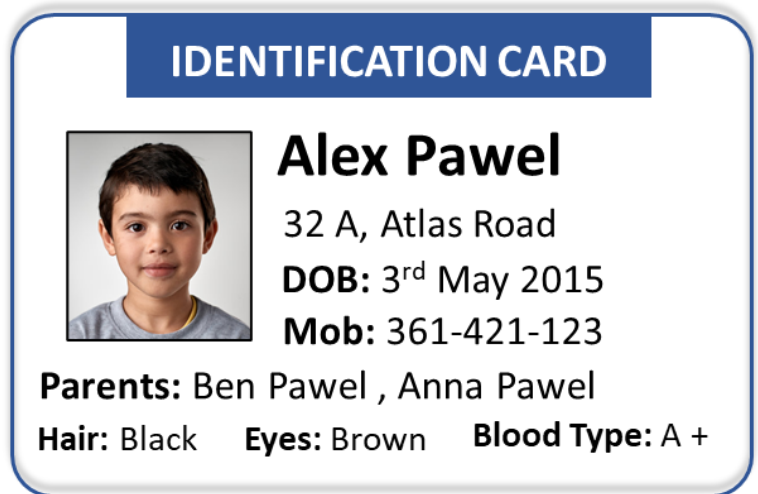 IDENTIFICATION CARD
Alex Pawel
32 A, Atlas Road
DOB: 3rd May 2015
Mob: 361-421-123
Parents: Ben Pawel , Anna Pawel
Hair: Black Eyes: Brown Blood Type: A +